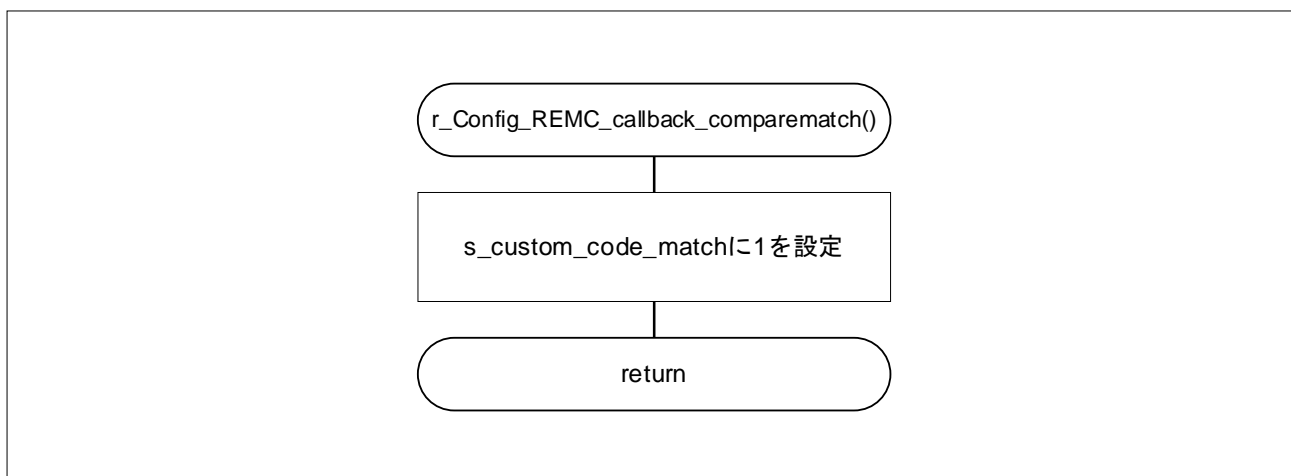 r_Config_REMC_callback_comparematch()
s_custom_code_matchに1を設定
return